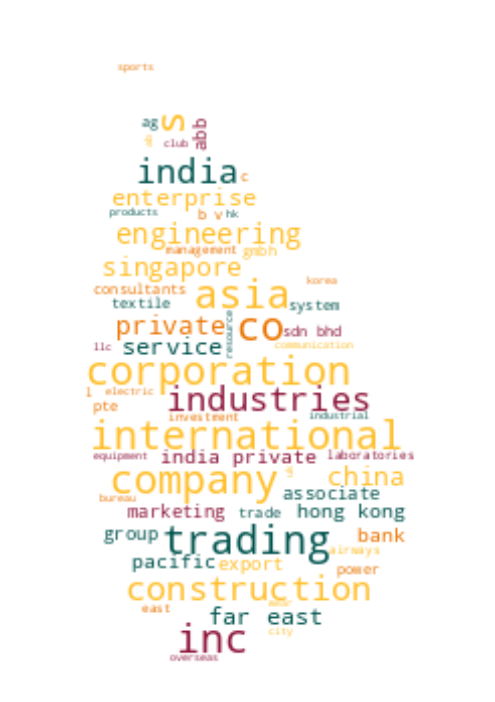 sports
ag s abb
club
india c
enterprise
products b v hk
engineering
management gmbh
singapore
korea
consultants asia
textile system
private co sdn bhd
resource
llc service communication
corporation
l electric
pte industries
investment industrial
international
equipment india private laboratories
company china
bureau associate
marketing trade hong kong
group trading bank
airways
pacific export power
construction
east far east
city
inc
overseas